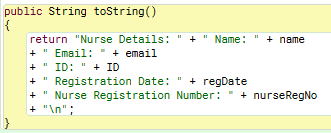 public String toString()
{
return "Nurse Details: " + " Name: " + name
+ " Email: " + email
+ " ID: " + ID
+ " Registration Date: " + regDate
+ " Nurse Registration Number: " + nurseRegNo
+ "\n";
}